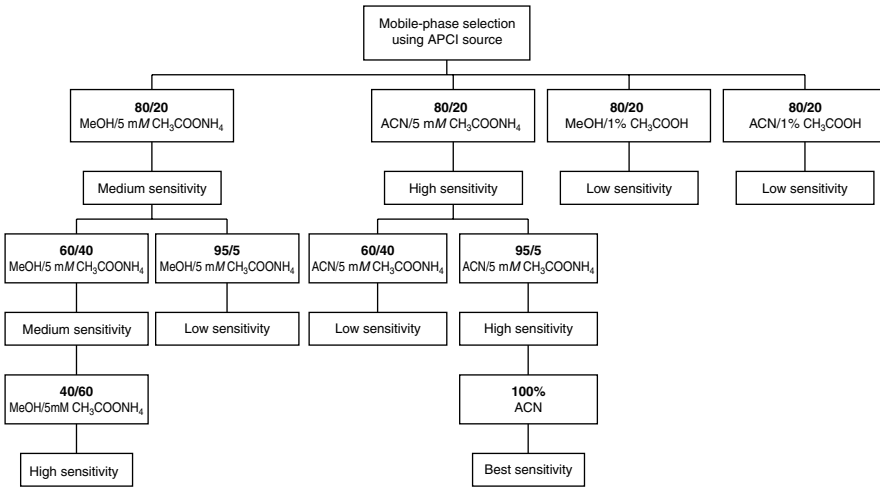 Mobile-phase selection
using APCI source
80/20
MeOH/5 mM CH₃COONH₄
80/20
ACN/5 mM CH₃COONH₄
80/20
MeOH/1% CH₃COOH
80/20
ACN/1% CH₃COOH
Medium sensitivity
High sensitivity
Low sensitivity
Low sensitivity
60/40
MeOH/5 mM CH₃COONH₄
95/5
MeOH/5 mM CH₃COONH₄
60/40
ACN/5 mM CH₃COONH₄
95/5
ACN/5 mM CH₃COONH₄
Medium sensitivity
Low sensitivity
Low sensitivity
High sensitivity
40/60
MeOH/5mM CH₃COONH₄
100%
ACN
High sensitivity
Best sensitivity